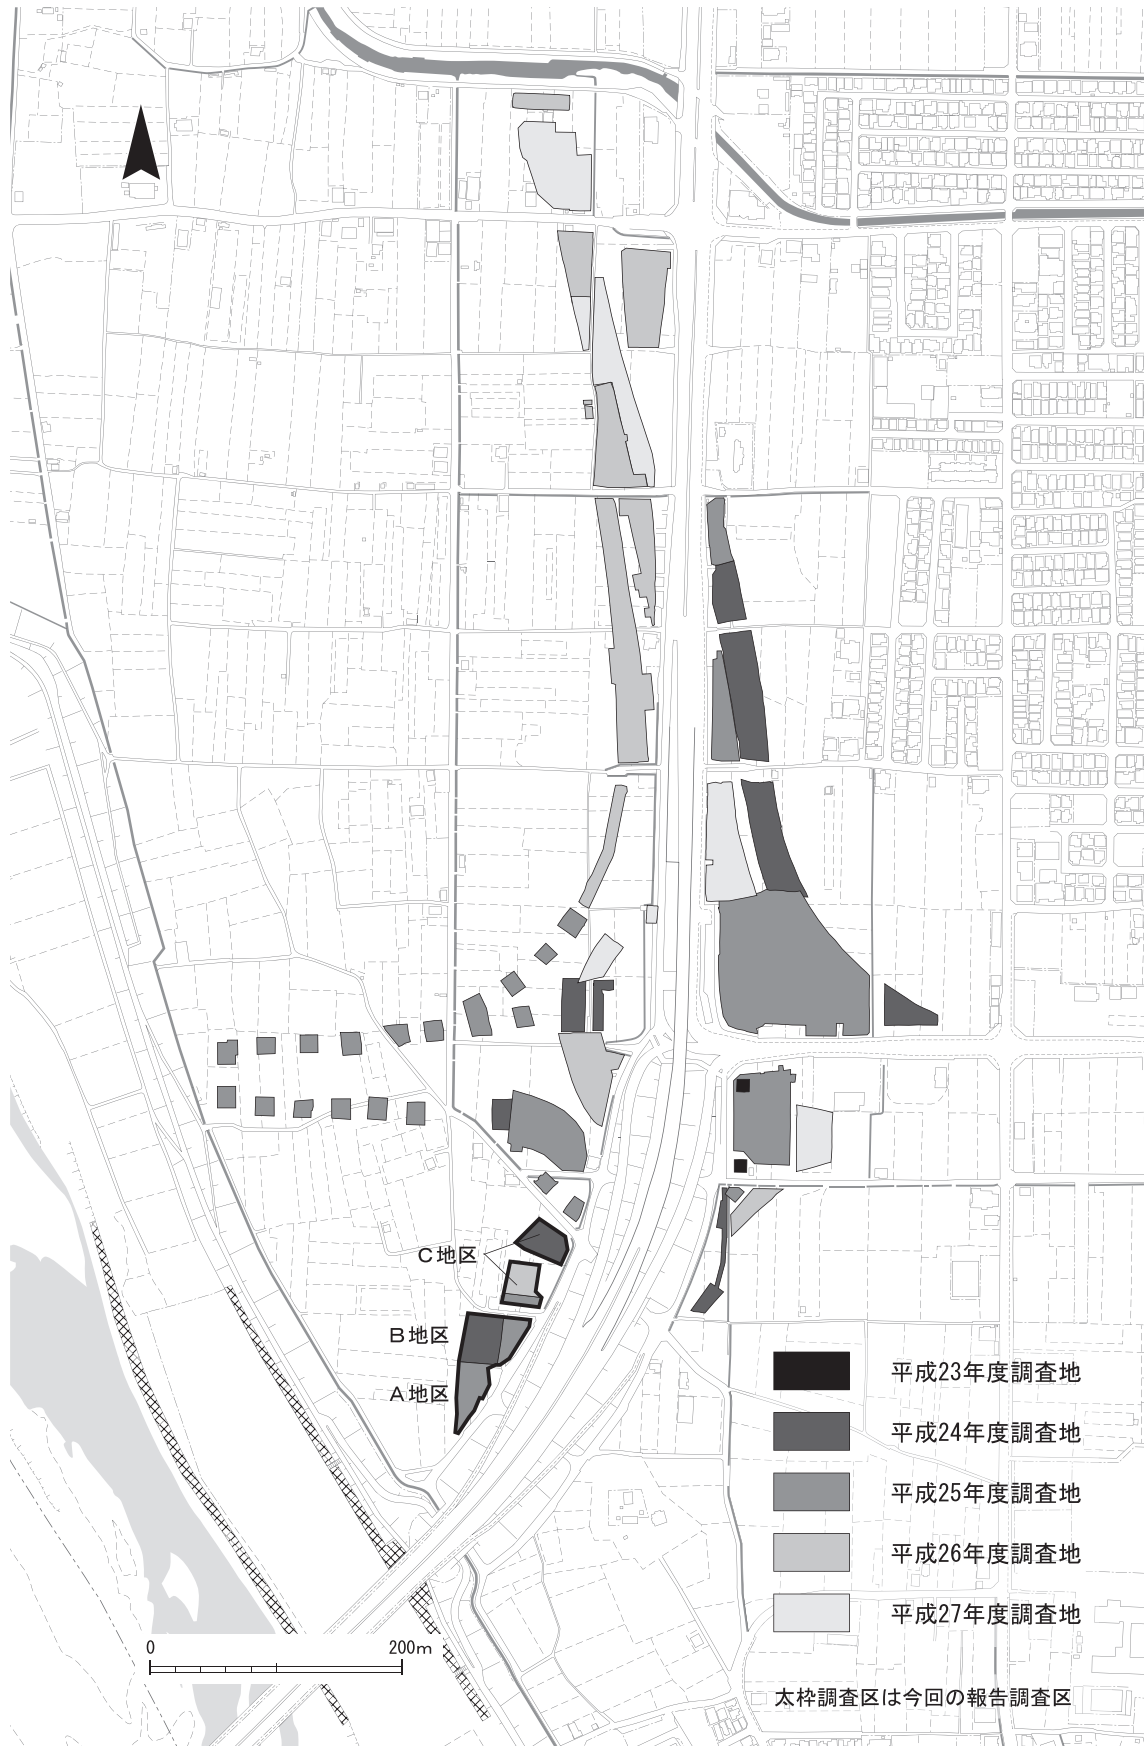 C地区
B地区
A地区
平成23年度調査地
平成24年度調査地
平成25年度調査地
平成26年度調査地
平成27年度調査地
0 200m
太枠調査区は今回の報告調査区